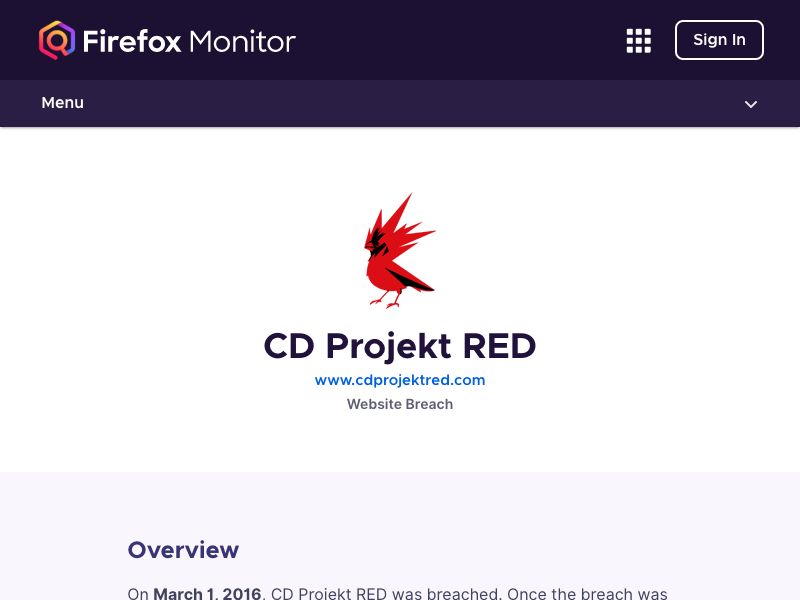 Firefox Monitor
Sign In
Menu
CD Projekt RED
www.cdprojektred.com
Website Breach
Overview
On March 1, 2016, CD Projekt RED was breached. Once the breach was